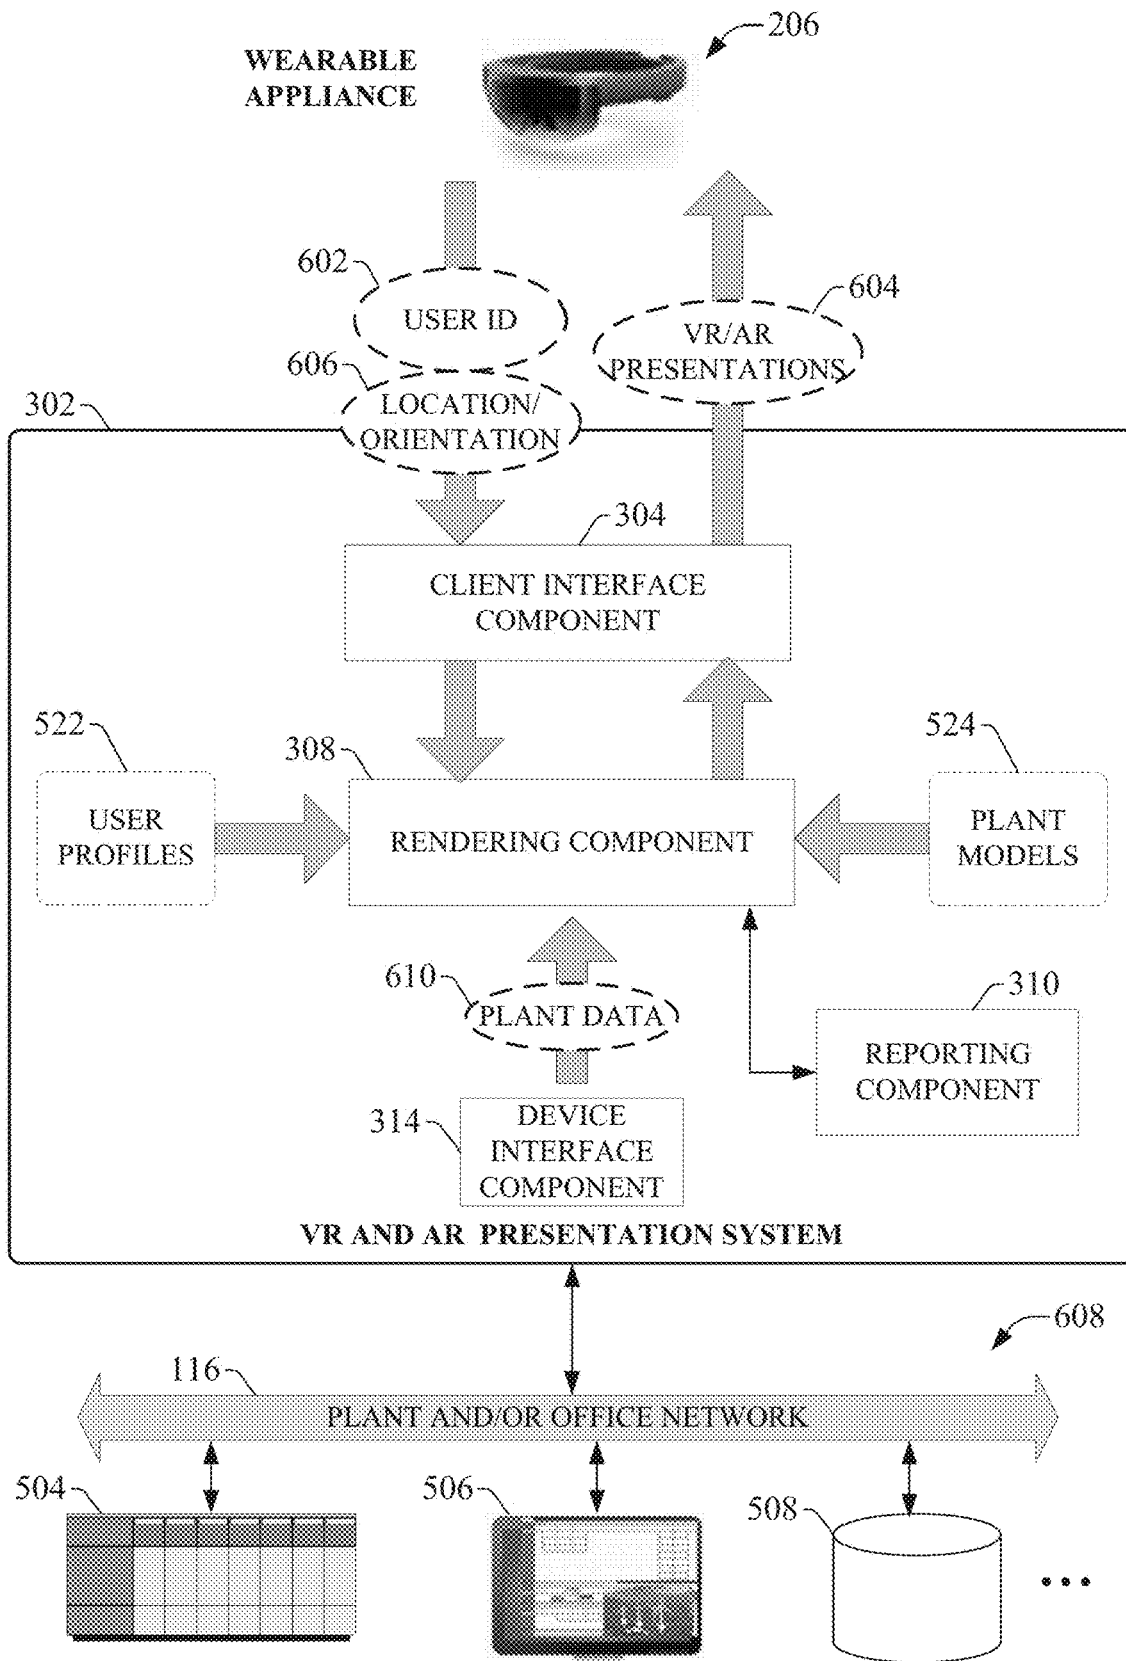 206
WEARABLE
APPLIANCE
602
USER ID
604
VR/AR
PRESENTATIONS
606
LOCATION/
ORIENTATION
302
304
CLIENT INTERFACE
COMPONENT
522
USER
PROFILES
308
RENDERING COMPONENT
524
PLANT
MODELS
610
PLANT DATA
310
REPORTING
COMPONENT
314
DEVICE
INTERFACE
COMPONENT
VR AND AR PRESENTATION SYSTEM
608
116
PLANT AND/OR OFFICE NETWORK
504
506
508